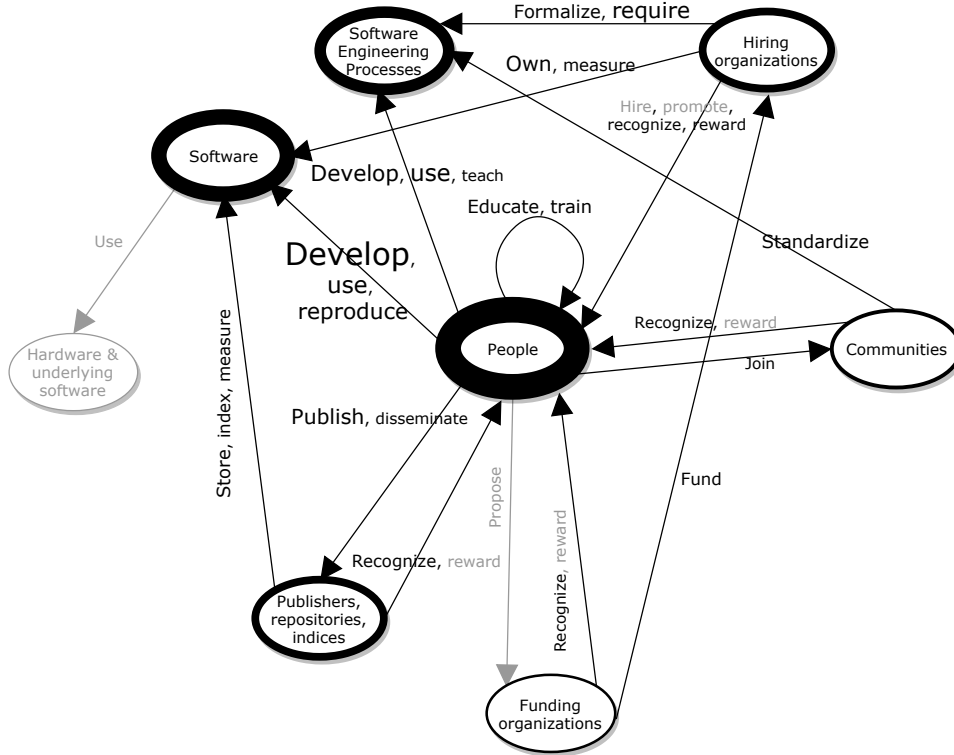 Formalize, require
Software
Engineering
Processes
Hiring
organizations
Own, measure
Hire, promote,
recognize, reward
Software
Develop, use, teach
Educate, train
Standardize
Use
Develop,
use,
reproduce
Recognize, reward
People
Communities
Join
Hardware &
underlying
software
Store, index, measure
Publish, disseminate
Propose
Fund
Recognize, reward
Recognize, reward
Publishers,
repositories,
indices
Funding
organizations